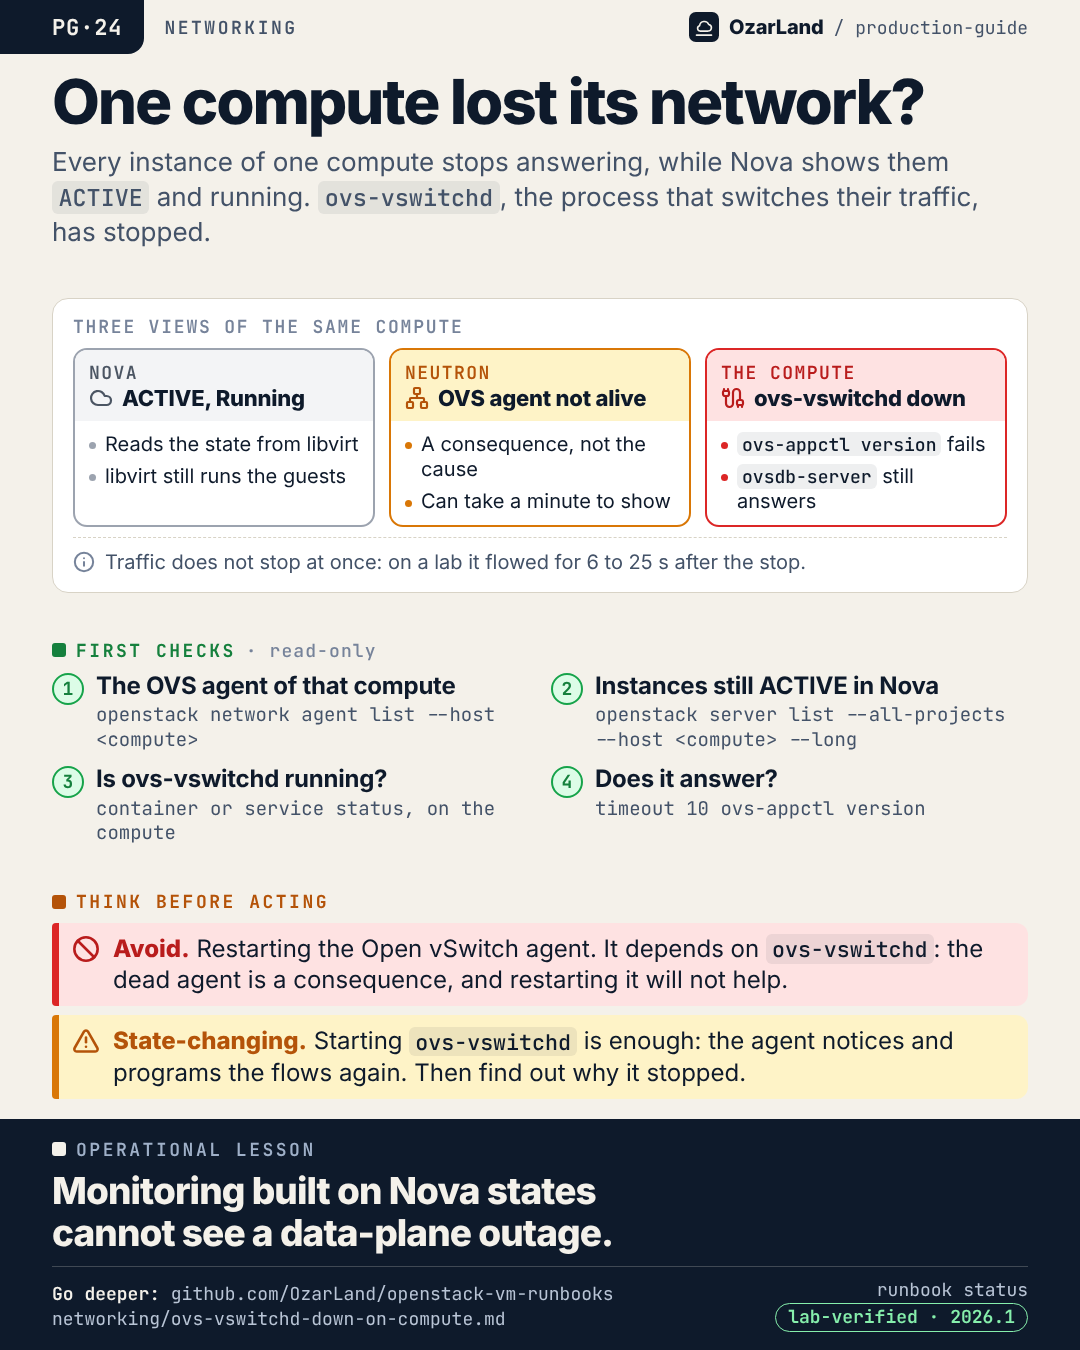 PG·24
NETWORKING
OzarLand / production-guide
One compute lost its network?
Every instance of one compute stops answering, while Nova shows them
ACTIVE and running. ovs-vswitchd, the process that switches their traffic,
has stopped.
THREE VIEWS OF THE SAME COMPUTE
NOVA
ACTIVE, Running
Reads the state from libvirt
libvirt still runs the guests
NEUTRON
OVS agent not alive
A consequence, not the
cause
Can take a minute to show
THE COMPUTE
ovs-vswitchd down
ovs-appctl version fails
ovsdb-server still
answers
Traffic does not stop at once: on a lab it flowed for 6 to 25 s after the stop.
FIRST CHECKS · read-only
1 The OVS agent of that compute
openstack network agent list --host
<compute>
2 Instances still ACTIVE in Nova
openstack server list --all-projects
--host <compute> --long
3 Is ovs-vswitchd running?
container or service status, on the
compute
4 Does it answer?
timeout 10 ovs-appctl version
THINK BEFORE ACTING
Avoid. Restarting the Open vSwitch agent. It depends on ovs-vswitchd: the
dead agent is a consequence, and restarting it will not help.
State-changing. Starting ovs-vswitchd is enough: the agent notices and
programs the flows again. Then find out why it stopped.
OPERATIONAL LESSON
Monitoring built on Nova states
cannot see a data-plane outage.
Go deeper: github.com/OzarLand/openstack-vm-runbooks
networking/ovs-vswitchd-down-on-compute.md
runbook status
lab-verified · 2026.1